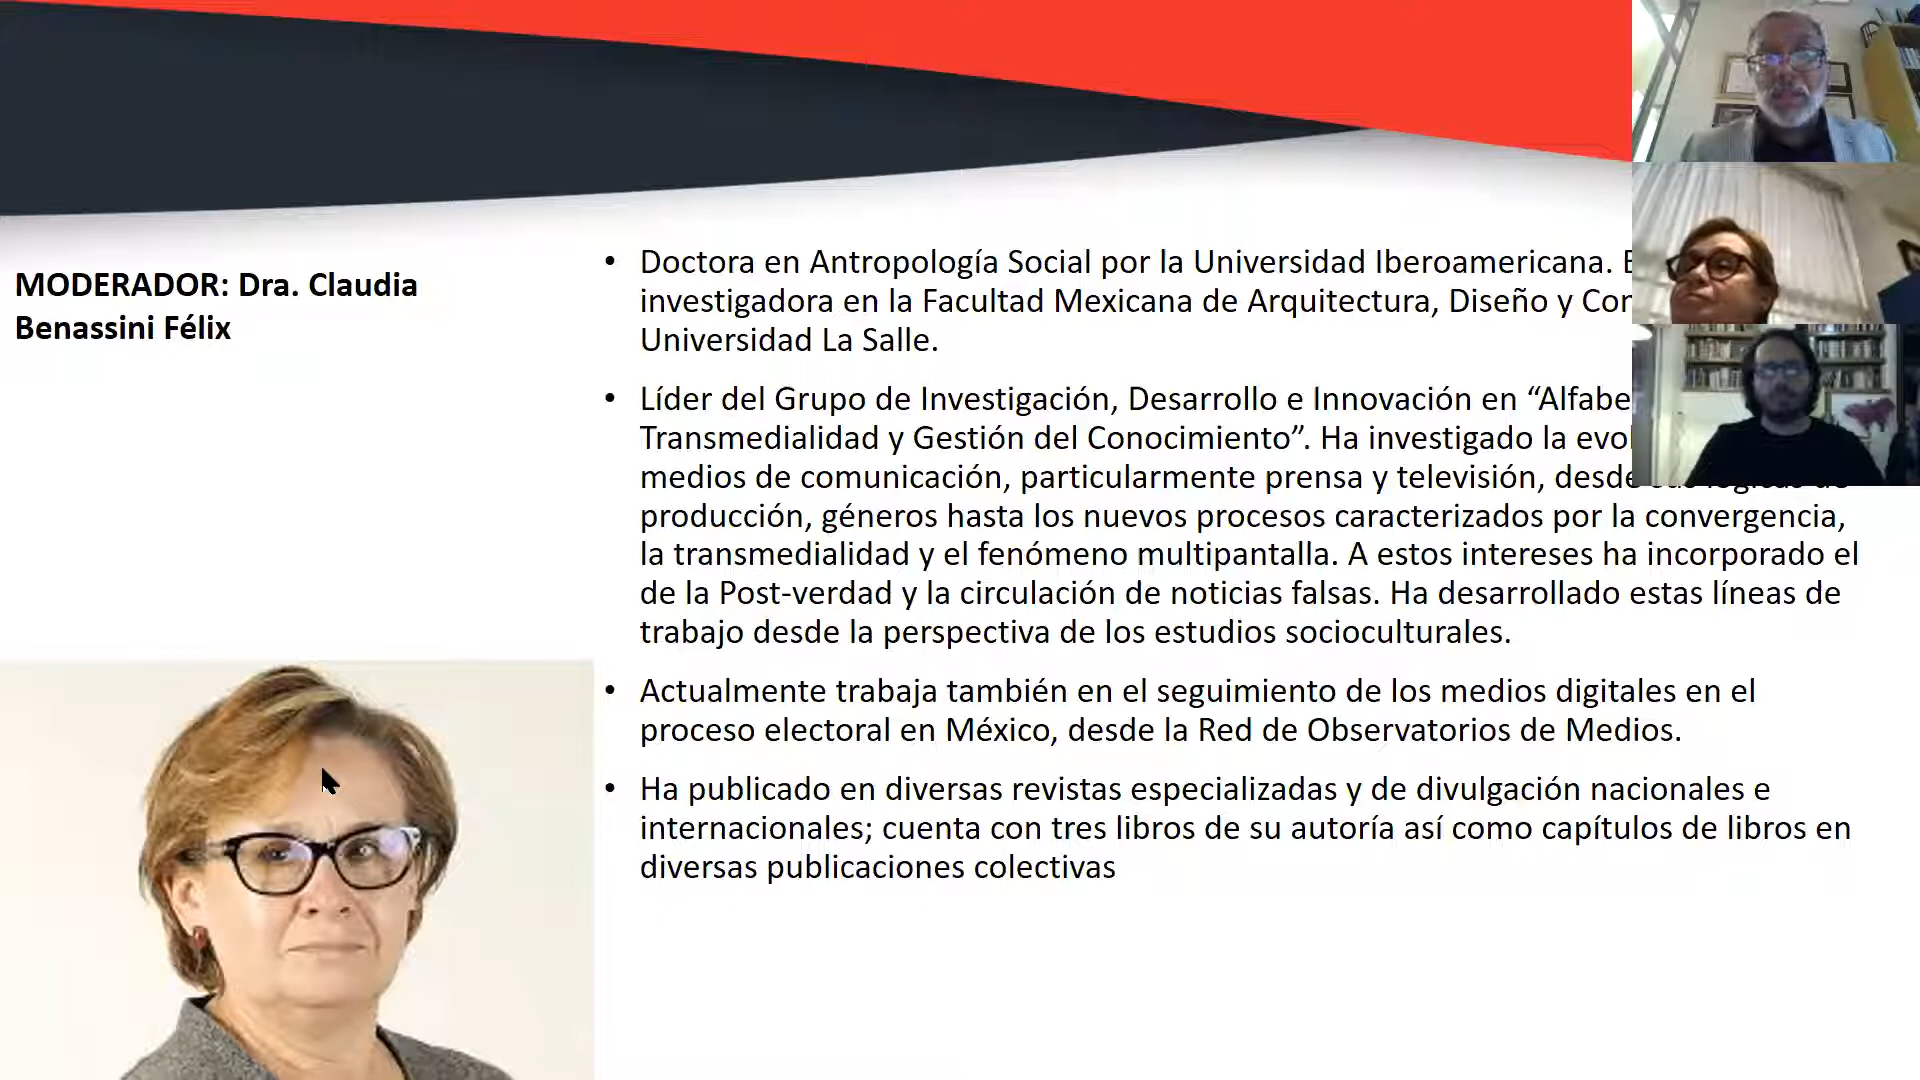 MODERADOR: Dra. Claudia
Benassini Félix
• Doctora en Antropología Social por la Universidad Iberoamericana.
investigadora en la Facultad Mexicana de Arquitectura, Diseño y
Universidad La Salle.
• Líder del Grupo de Investigación, Desarrollo e Innovación en
Transmedialidad y Gestión del Conocimiento”. Ha investigado la
medios de comunicación, particularmente prensa y televisión, desde
producción, géneros hasta los nuevos procesos caracterizados por la convergencia,
la transmedialidad y el fenómeno multipantalla. A estos intereses ha incorporado el
de la Post-verdad y la circulación de noticias falsas. Ha desarrollado estas líneas de
trabajo desde la perspectiva de los estudios socioculturales.
• Actualmente trabaja también en el seguimiento de los medios digitales en el
proceso electoral en México, desde la Red de Observatorios de Medios.
• Ha publicado en diversas revistas especializadas y de divulgación nacionales e
internacionales; cuenta con tres libros de su autoría así como capítulos de libros en
diversas publicaciones colectivas